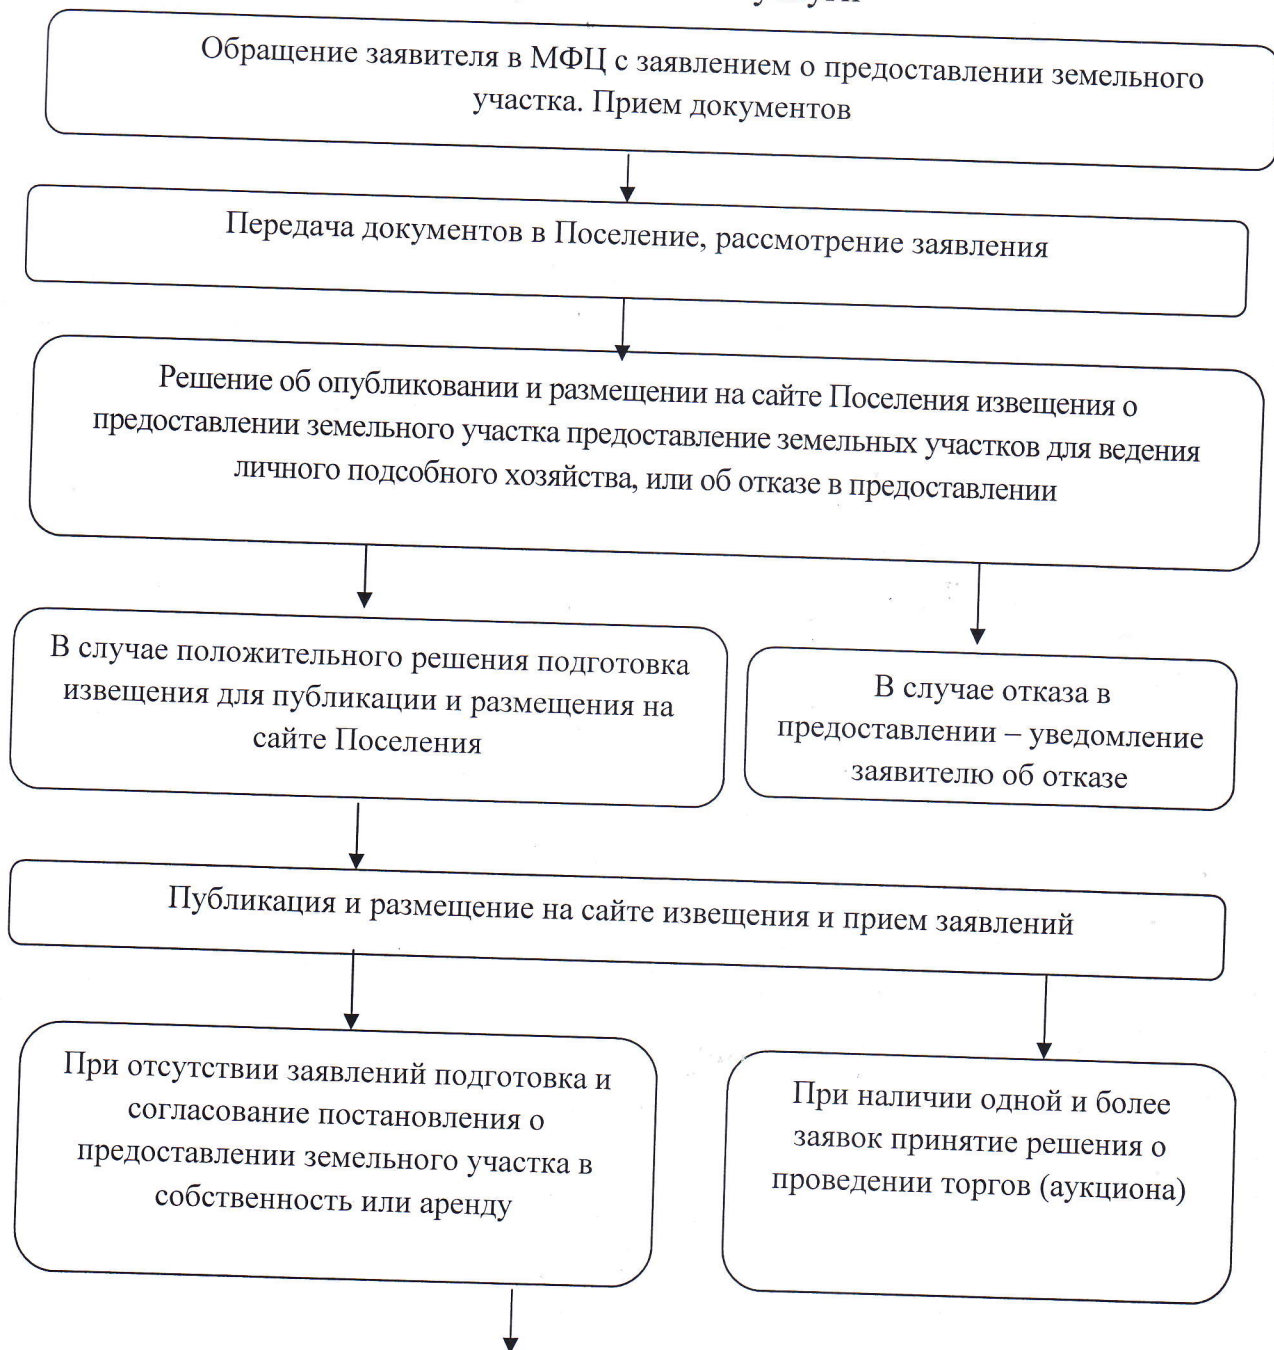 Обращение заявителя в МФЦ с заявлением о предоставлении земельного
участка. Прием документов
Передача документов в Поселение, рассмотрение заявления
Решение об опубликовании и размещении на сайте Поселения извещения о
предоставлении земельного участка предоставление земельных участков для ведения
личного подсобного хозяйства, или об отказе в предоставлении
В случае положительного решения подготовка
извещения для публикации и размещения на
сайте Поселения
В случае отказа в
предоставлении – уведомление
заявителю об отказе
Публикация и размещение на сайте извещения и прием заявлений
При отсутствии заявлений подготовка и
согласование постановления о
предоставлении земельного участка в
собственность или аренду
При наличии одной и более
заявок принятие решения о
проведении торгов (аукциона)